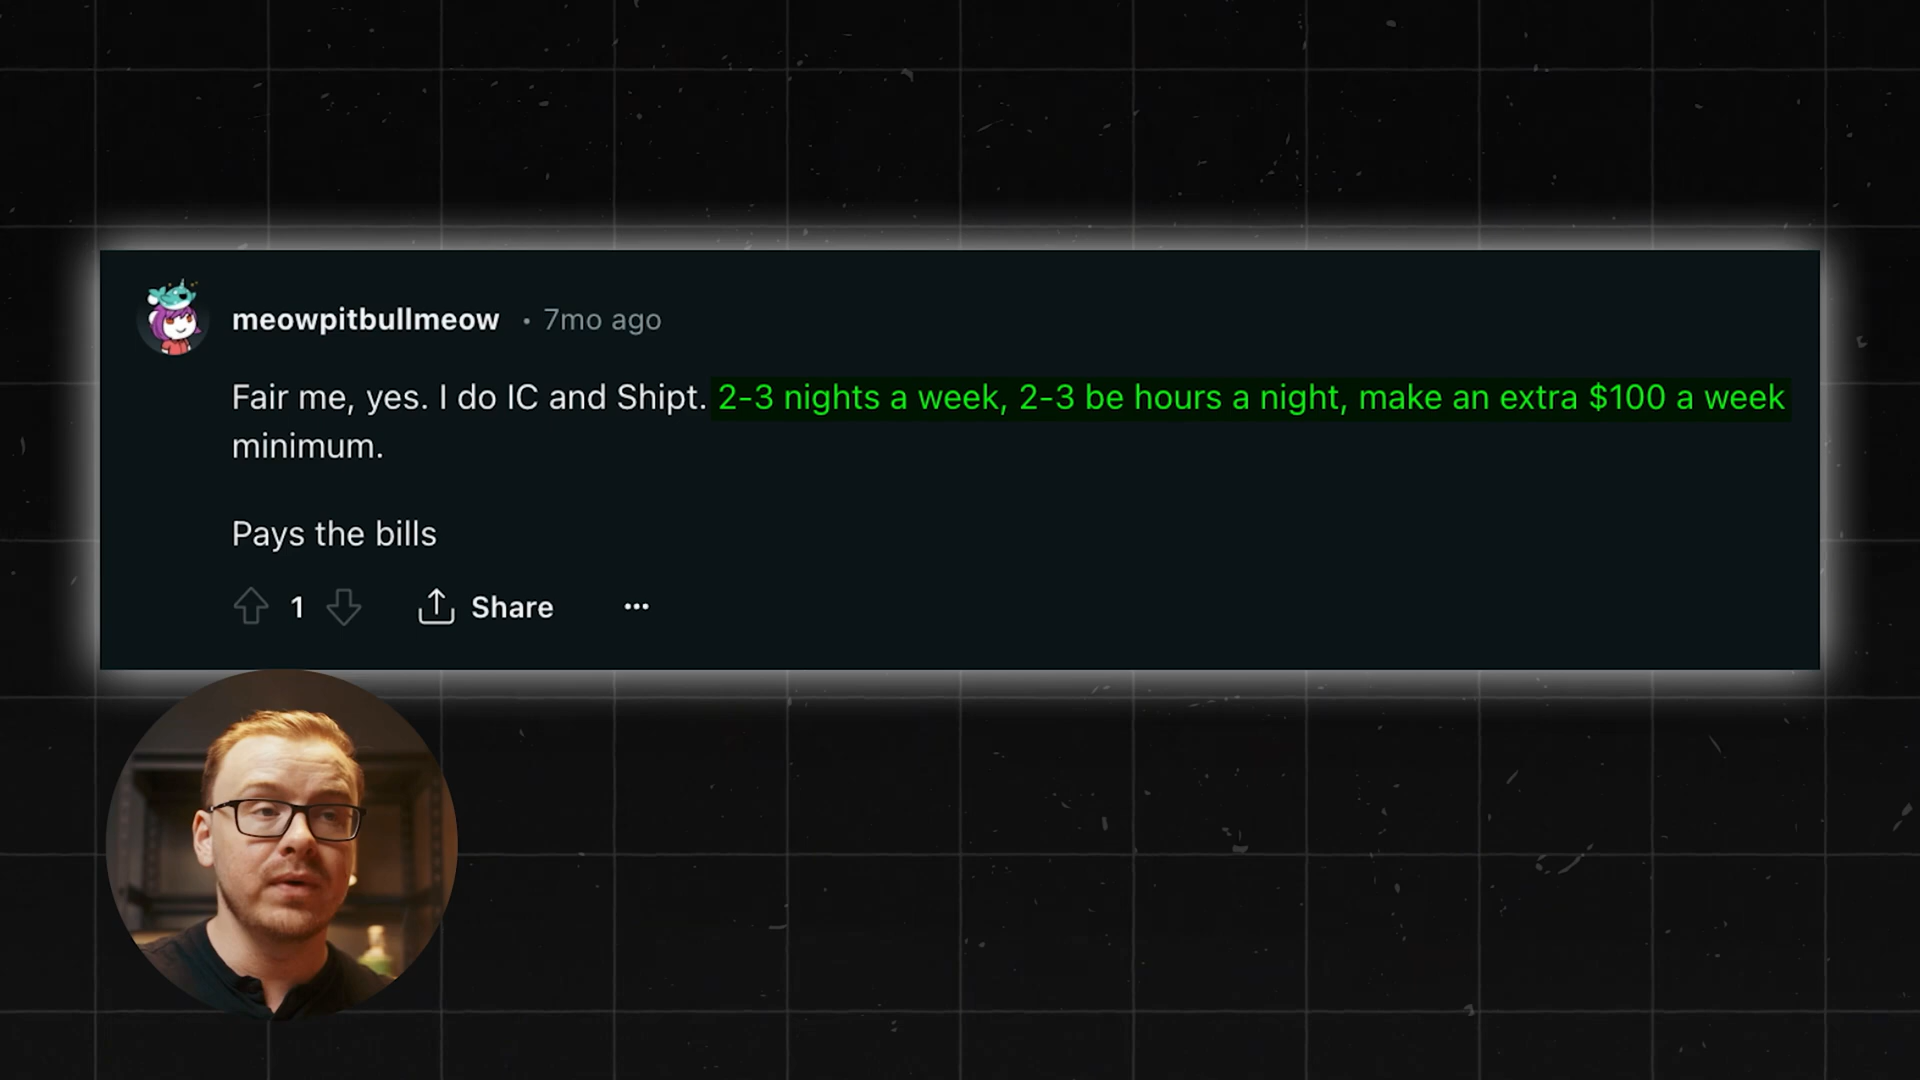 meowpitbullmeow • 7mo ago
Fair me, yes. I do IC and Shipt. 2-3 nights a week, 2-3 be hours a night, make an extra $100 a week
minimum.
Pays the bills
1 Share ...